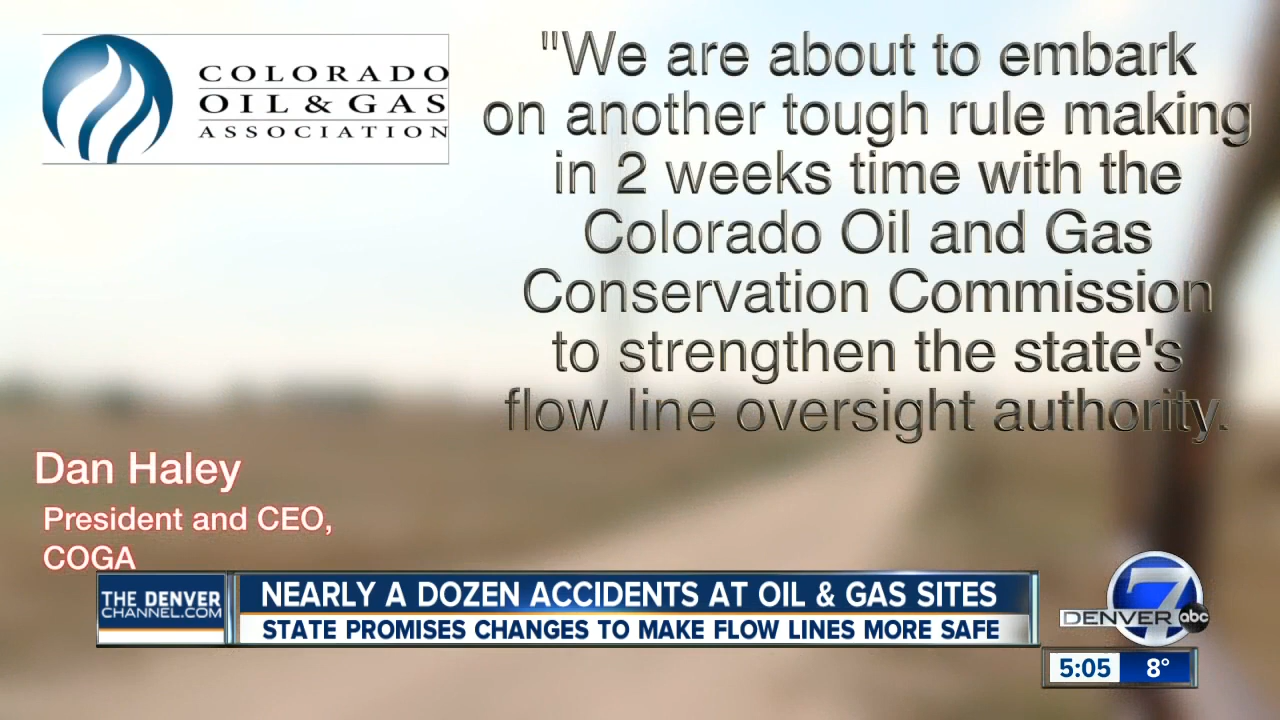 COLORADO
OIL & GAS
ASSOCIATION
"We are about to embark
on another tough rule making
in 2 weeks time with the
Colorado Oil and Gas
Conservation Commission
to strengthen the state's
flow line oversight authority.
Dan Haley
President and CEO,
COGA
THE DENVER
CHANNEL.COM
NEARLY A DOZEN ACCIDENTS AT OIL & GAS SITES
STATE PROMISES CHANGES TO MAKE FLOW LINES MORE SAFE
DENVER 7 abc
5:05 8°